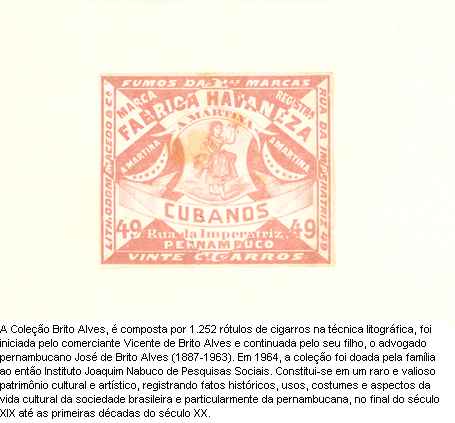 FUMOS DAS MARCAS
MARCA REGISTRA
FABRICA HAVANEZA
A MARTINA
A MARTINA
A MARTINA
CUBANOS
49 Rua da Imperatriz 49
PERNAMBUCO
VINTE CIGARROS
RUA DA IMPERATRIZ 49
A Coleção Brito Alves, é composta por 1.252 rótulos de cigarros na técnica litográfica, foi
iniciada pelo comerciante Vicente de Brito Alves e continuada pelo seu filho, o advogado
pernambucano José de Brito Alves (1887-1963). Em 1964, a coleção foi doada pela família
ao então Instituto Joaquim Nabuco de Pesquisas Sociais. Constitui-se em um raro e valioso
patrimônio cultural e artístico, registrando fatos históricos, usos, costumes e aspectos da
vida cultural da sociedade brasileira e particularmente da pernambucana, no final do século
XIX até as primeiras décadas do século XX.